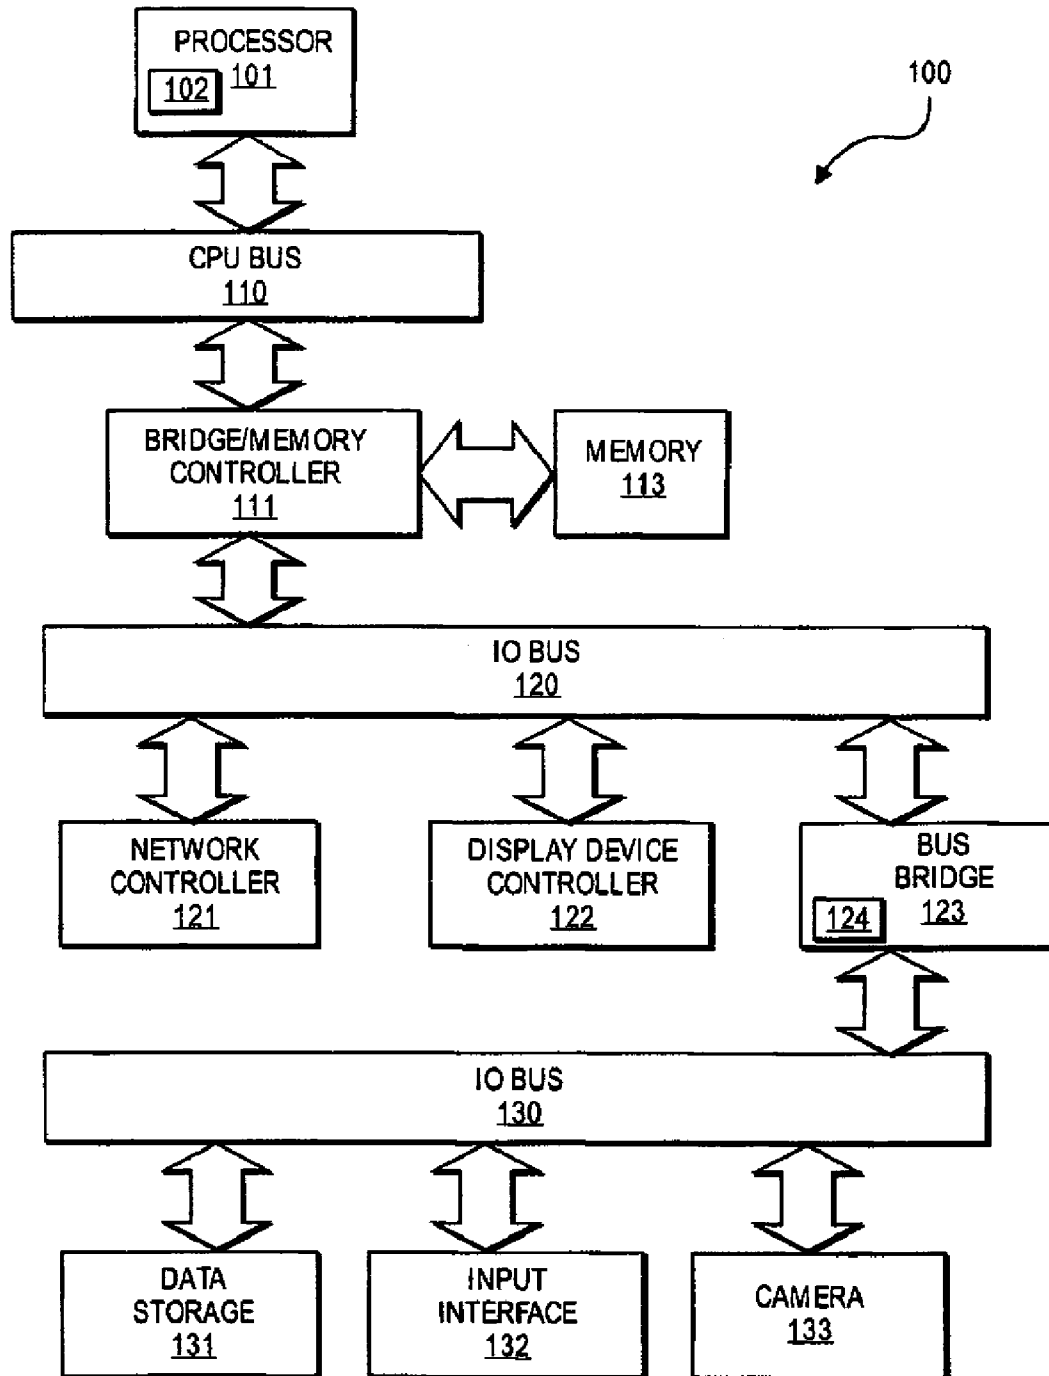 PROCESSOR
101
102
100
CPU BUS
110
BRIDGE/MEMORY
CONTROLLER
111
MEMORY
113
IO BUS
120
NETWORK
CONTROLLER
121
DISPLAY DEVICE
CONTROLLER
122
BUS
BRIDGE
123
124
IO BUS
130
DATA
STORAGE
131
INPUT
INTERFACE
132
CAMERA
133